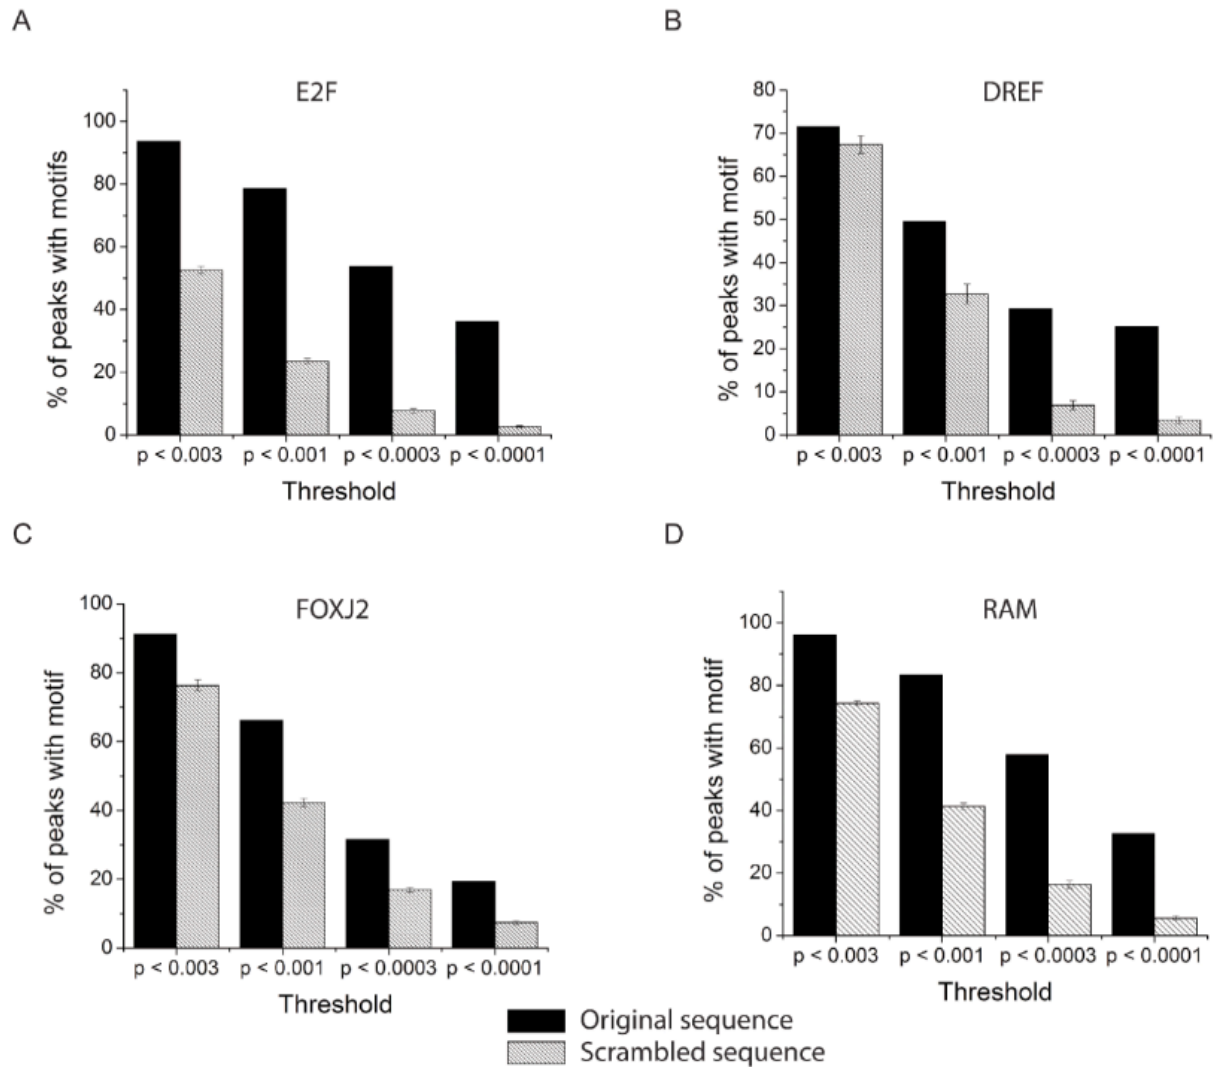 A
E2F
% of peaks with motifs
100
80
60
40
20
0
p < 0.003 p < 0.001 p < 0.0003 p < 0.0001
Threshold
B
DREF
% of peaks with motif
80
70
60
50
40
30
20
10
0
p < 0.003 p < 0.001 p < 0.0003 p < 0.0001
Threshold
C
FOXJ2
% of peaks with motif
100
80
60
40
20
0
p < 0.003 p < 0.001 p < 0.0003 p < 0.0001
Threshold
D
RAM
% of peaks with motif
100
80
60
40
20
0
p < 0.003 p < 0.001 p < 0.0003 p < 0.0001
Threshold
Original sequence
Scrambled sequence